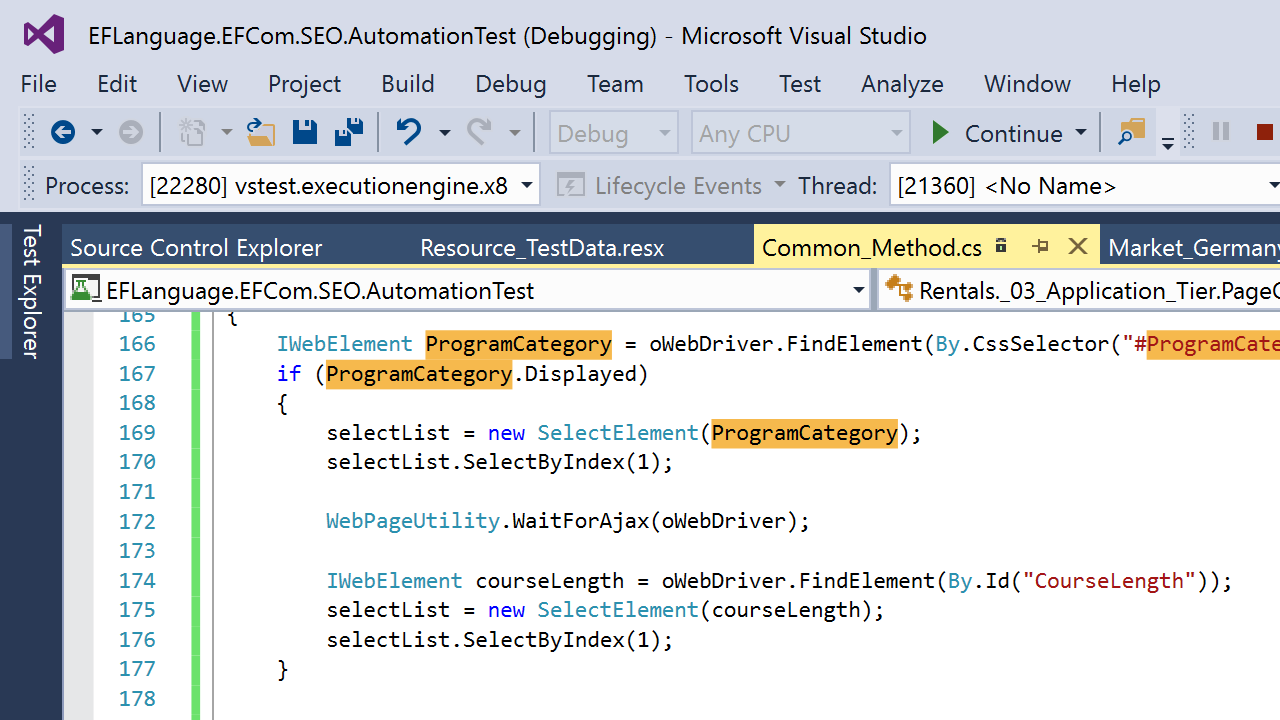 EFLanguage.EFCom.SEO.AutomationTest (Debugging) - Microsoft Visual Studio
File Edit View Project Build Debug Team Tools Test Analyze Window Help
Debug Any CPU Continue
Process: [22280] vstest.executionengine.x8 Lifecycle Events Thread: [21360] <No Name>
Test Explorer
Source Control Explorer Resource_TestData.resx Common_Method.cs Market_Germany
EFLanguage.EFCom.SEO.AutomationTest Rentals._03_Application_Tier.PageC
165 {
166 IWebElement ProgramCategory = oWebDriver.FindElement(By.CssSelector("#ProgramCate
167 if (ProgramCategory.Displayed)
168 {
169 selectList = new SelectElement(ProgramCategory);
170 selectList.SelectByIndex(1);
171
172 WebPageUtility.WaitForAjax(oWebDriver);
173
174 IWebElement courseLength = oWebDriver.FindElement(By.Id("CourseLength"));
175 selectList = new SelectElement(courseLength);
176 selectList.SelectByIndex(1);
177 }
178